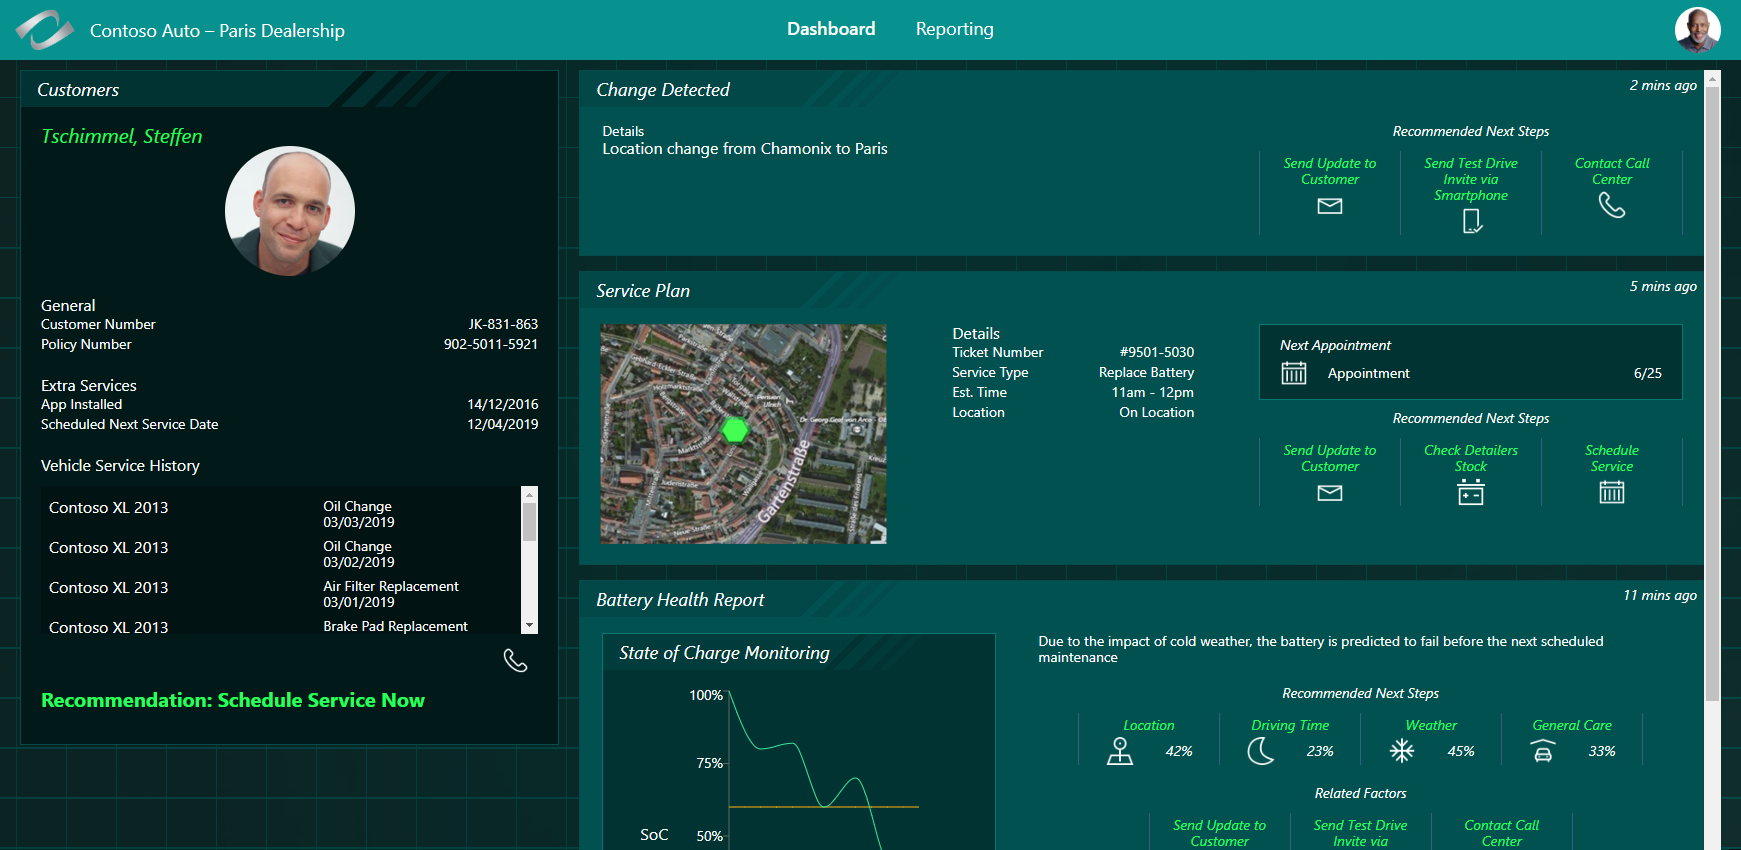 Contoso Auto – Paris Dealership
Dashboard
Reporting
Customers
Tschimmel, Steffen
General
Customer Number JK-831-863
Policy Number 902-5011-5921
Extra Services
App Installed 14/12/2016
Scheduled Next Service Date 12/04/2019
Vehicle Service History
Contoso XL 2013 Oil Change
03/03/2019
Contoso XL 2013 Oil Change
03/02/2019
Contoso XL 2013 Air Filter Replacement
03/01/2019
Contoso XL 2013 Brake Pad Replacement
Recommendation: Schedule Service Now
Change Detected
2 mins ago
Details
Location change from Chamonix to Paris
Recommended Next Steps
Send Update to
Customer
Send Test Drive
Invite via
Smartphone
Contact Call
Center
Service Plan
5 mins ago
Gartenstraße
Details
Ticket Number #9501-5030
Service Type Replace Battery
Est. Time 11am - 12pm
Location On Location
Next Appointment
Appointment 6/25
Recommended Next Steps
Send Update to
Customer
Check Detailers
Stock
Schedule
Service
Battery Health Report
11 mins ago
State of Charge Monitoring
100%
75%
SoC 50%
Due to the impact of cold weather, the battery is predicted to fail before the next scheduled
maintenance
Recommended Next Steps
Location
42%
Driving Time
23%
Weather
45%
General Care
33%
Related Factors
Send Update to
Customer
Send Test Drive
Invite via
Contact Call
Center